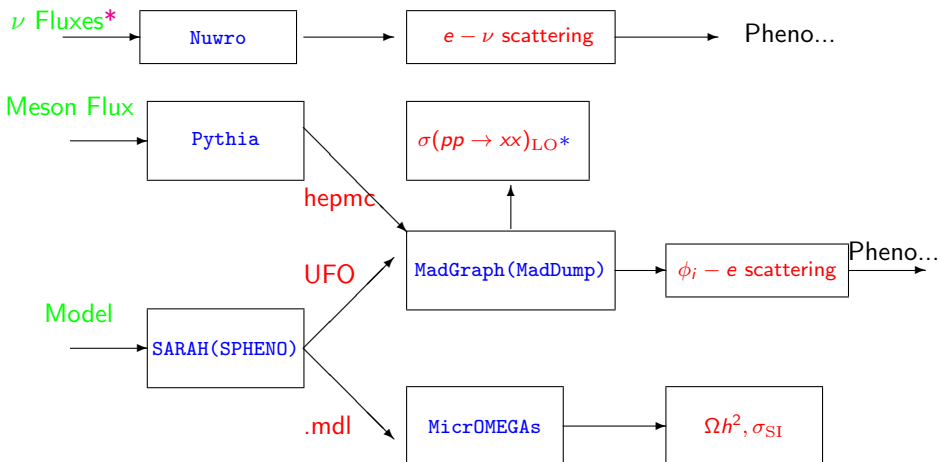 ν Fluxes*
Nuwro
e − ν scattering
Pheno...
Meson Flux
Pythia
σ(pp → xx)LO*
hepmc
UFO
MadGraph(MadDump)
ϕi − e scattering
Pheno...
Model
SARAH(SPHENO)
.mdl
MicrOMEGAs
Ωh², σSI